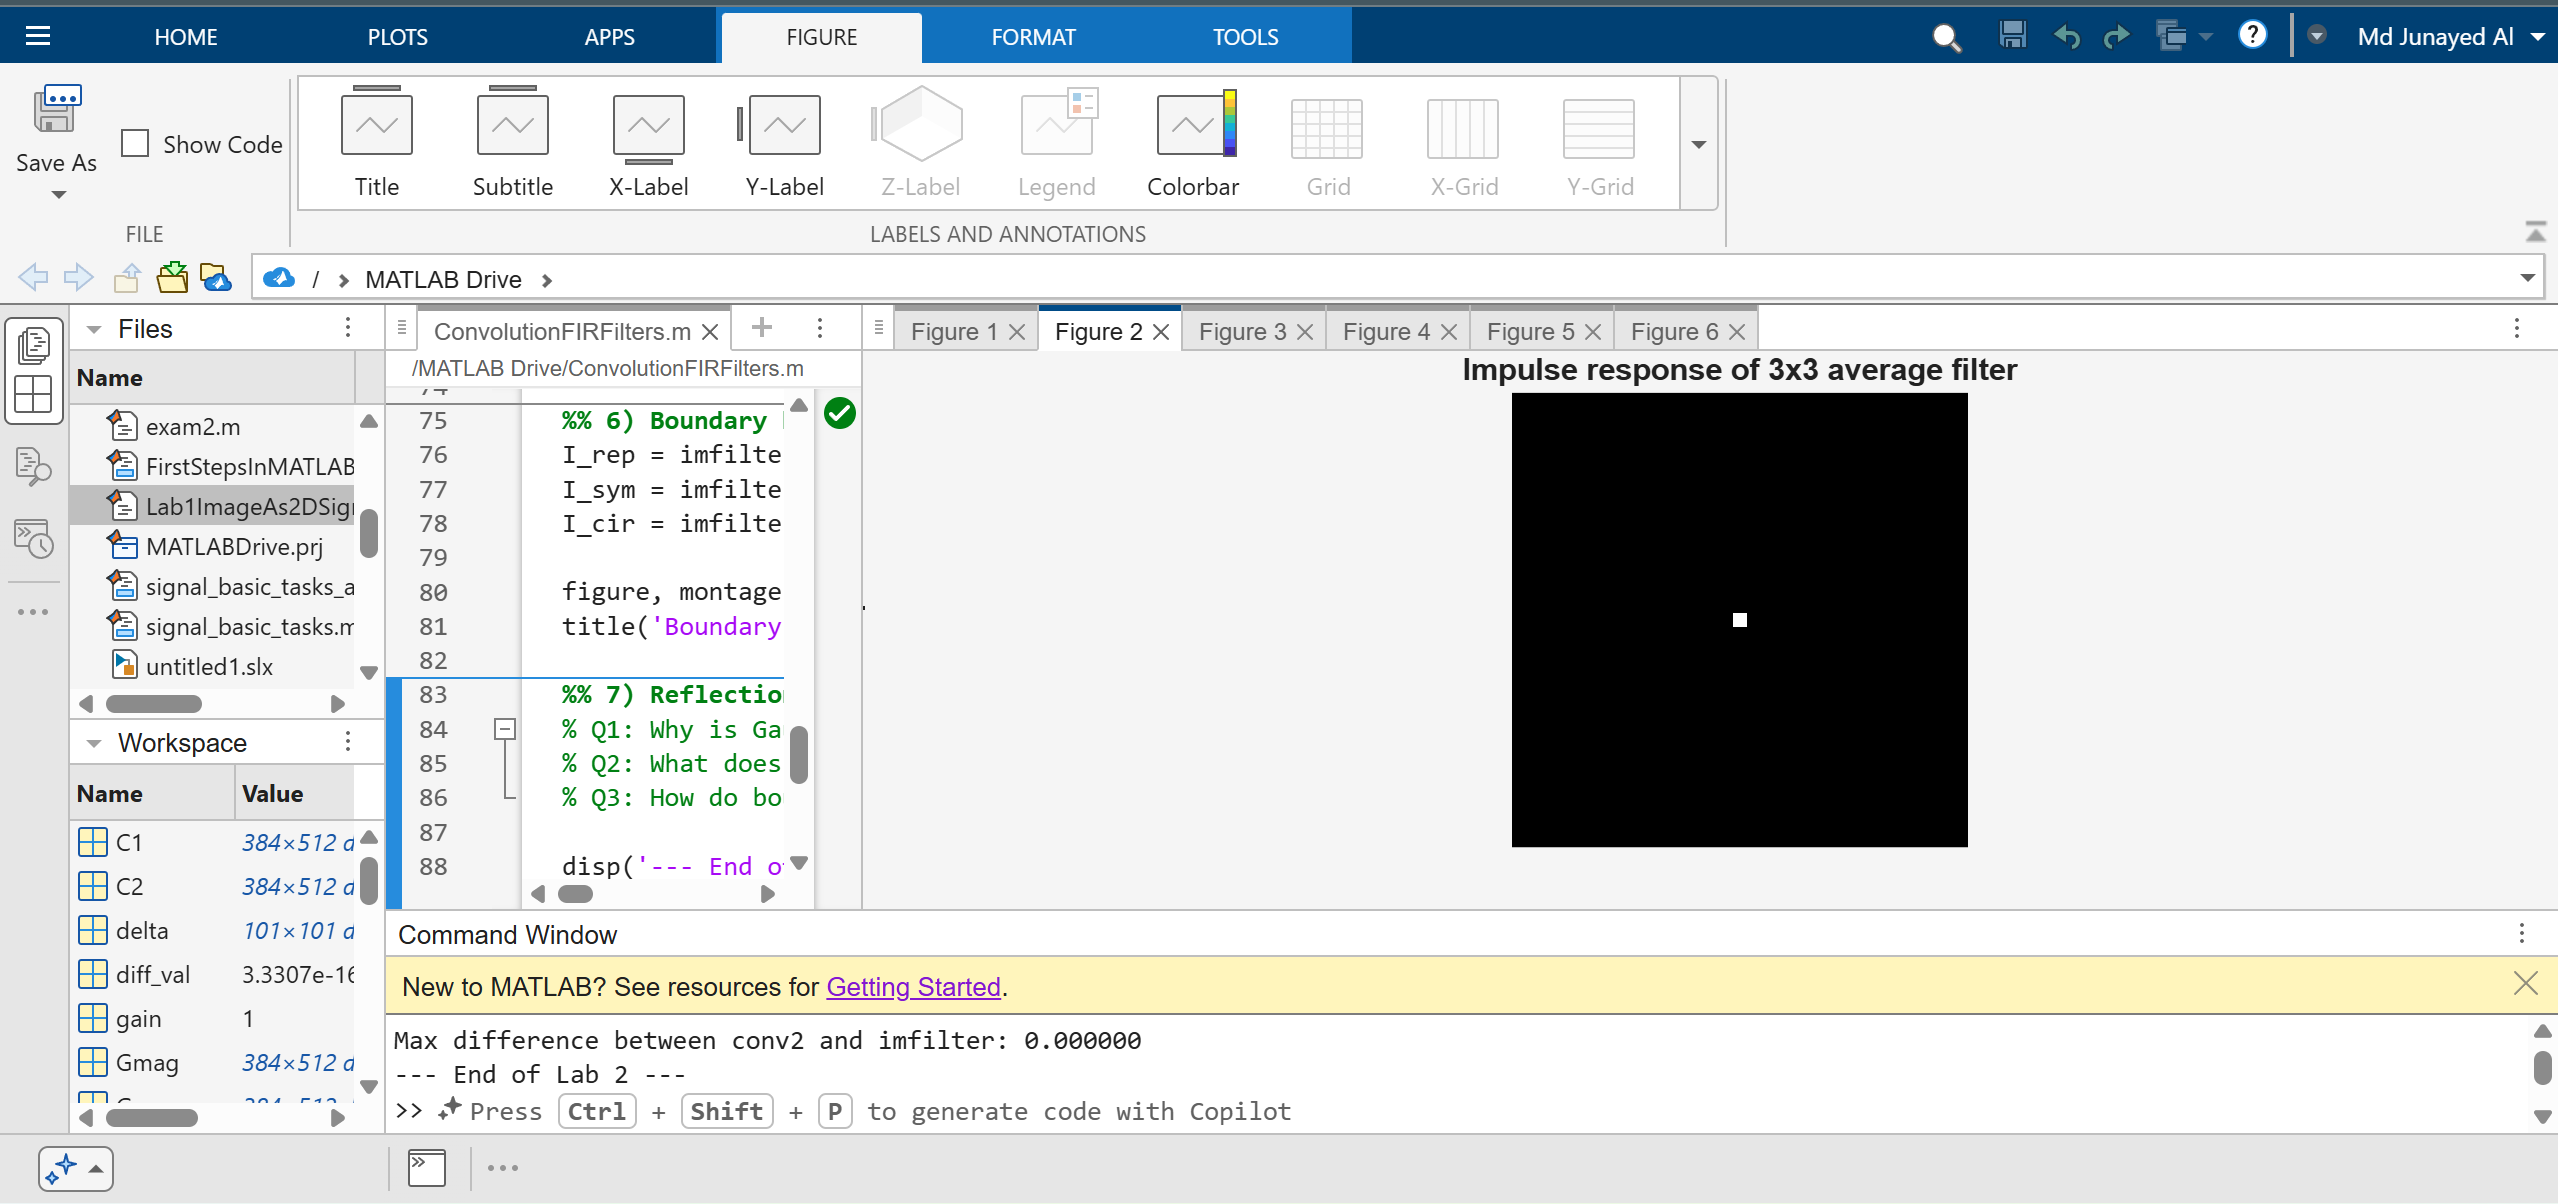 HOME PLOTS APPS FIGURE FORMAT TOOLS ? Md Junayed Al
Save As
Show Code
Title Subtitle X-Label Y-Label Z-Label Legend Colorbar Grid X-Grid Y-Grid
FILE LABELS AND ANNOTATIONS
/ > MATLAB Drive >
Files
Name
exam2.m
FirstStepsInMATLAB
Lab1ImageAs2DSig
MATLABDrive.prj
signal_basic_tasks_a
signal_basic_tasks.m
untitled1.slx
Workspace
Name Value
C1 384×512 d
C2 384×512 d
delta 101×101 d
diff_val 3.3307e-16
gain 1
Gmag 384×512 d
ConvolutionFIRFilters.m
/MATLAB Drive/ConvolutionFIRFilters.m
75 %% 6) Boundary
76 I_rep = imfilte
77 I_sym = imfilte
78 I_cir = imfilte
79
80 figure, montage
81 title('Boundary
82
83 %% 7) Reflectio
84 % Q1: Why is Ga
85 % Q2: What does
86 % Q3: How do bo
87
88 disp('--- End o
Figure 1 Figure 2 Figure 3 Figure 4 Figure 5 Figure 6
Impulse response of 3x3 average filter
Command Window
New to MATLAB? See resources for Getting Started.
Max difference between conv2 and imfilter: 0.000000
--- End of Lab 2 ---
>> Press Ctrl + Shift + P to generate code with Copilot